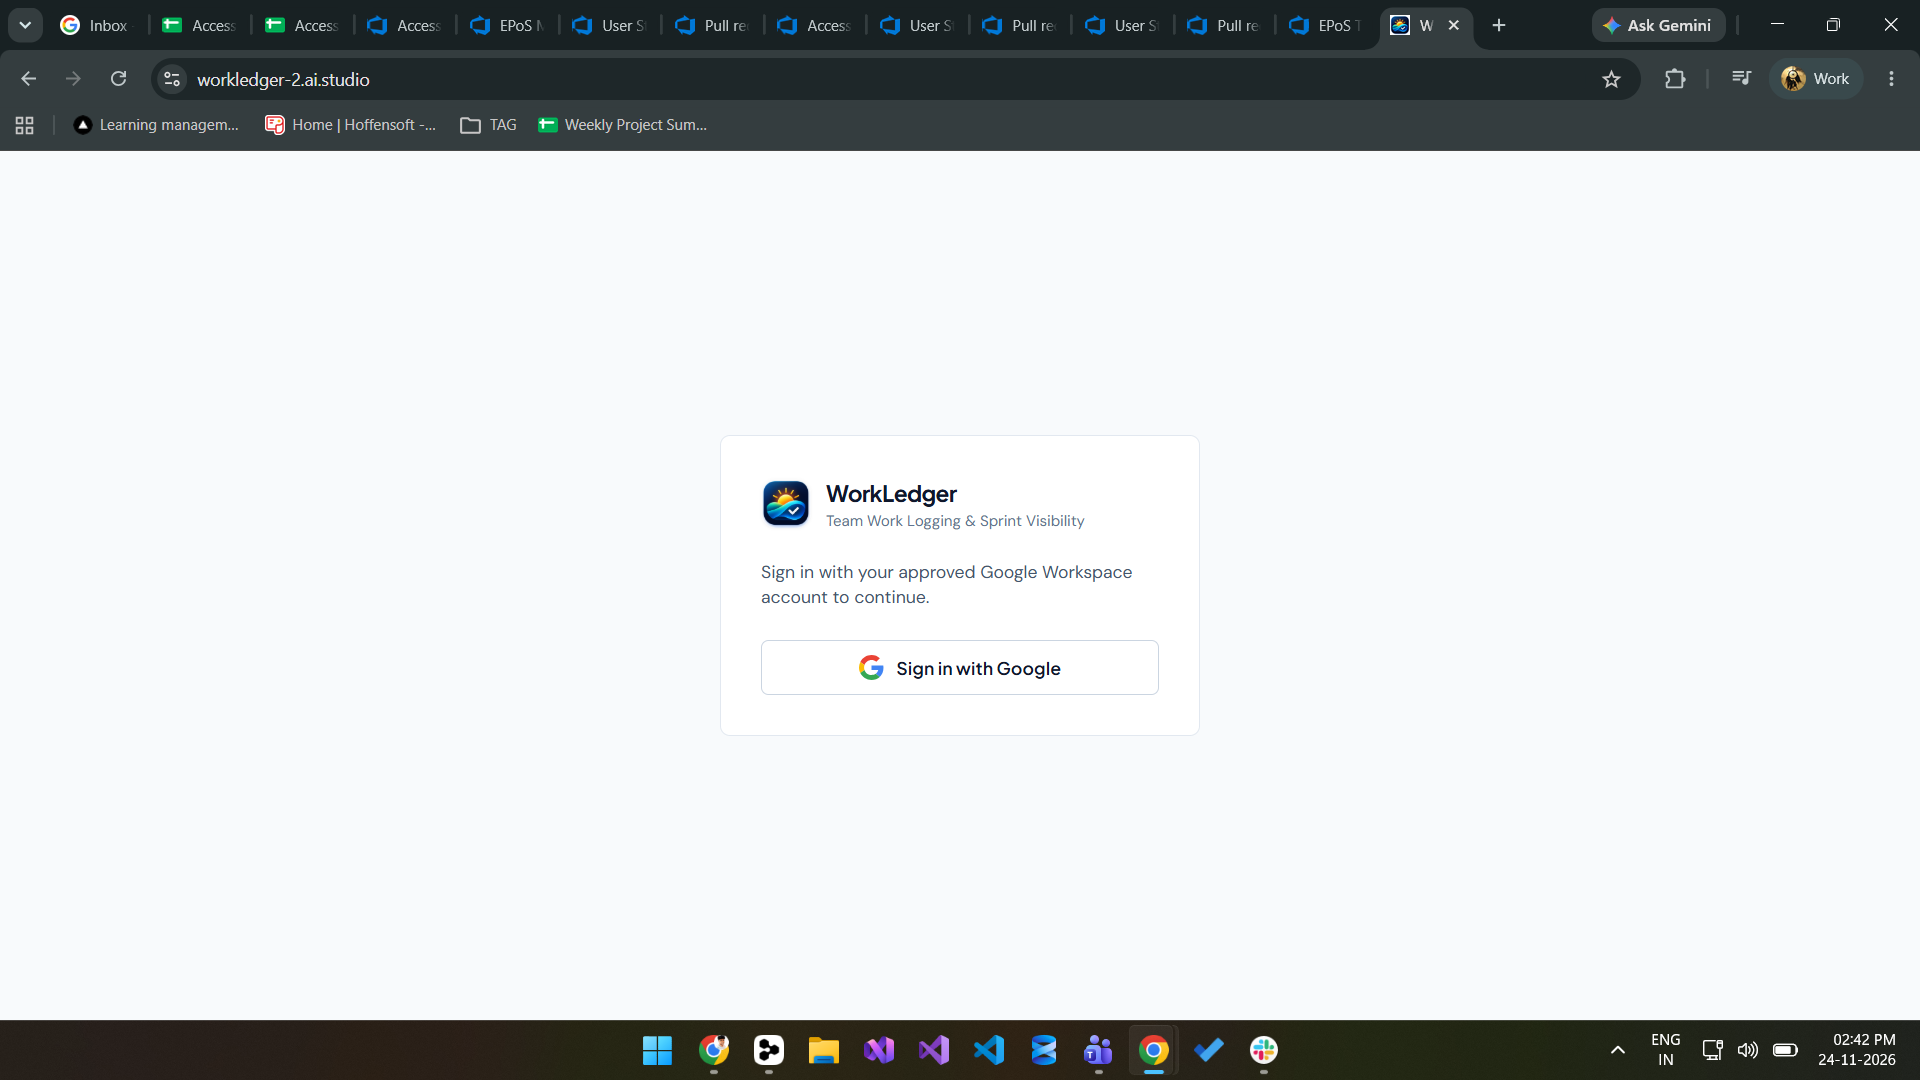 Inbox
Access
Access
Access
EPoS
User S
Pull re
Access
User S
Pull re
User S
Pull re
EPoS T
W
Ask Gemini
workledger-2.ai.studio
Work
Learning managem...
Home | Hoffensoft -...
TAG
Weekly Project Sum...
WorkLedger
Team Work Logging & Sprint Visibility
Sign in with your approved Google Workspace
account to continue.
Sign in with Google
ENG
IN
02:42 PM
24-11-2026